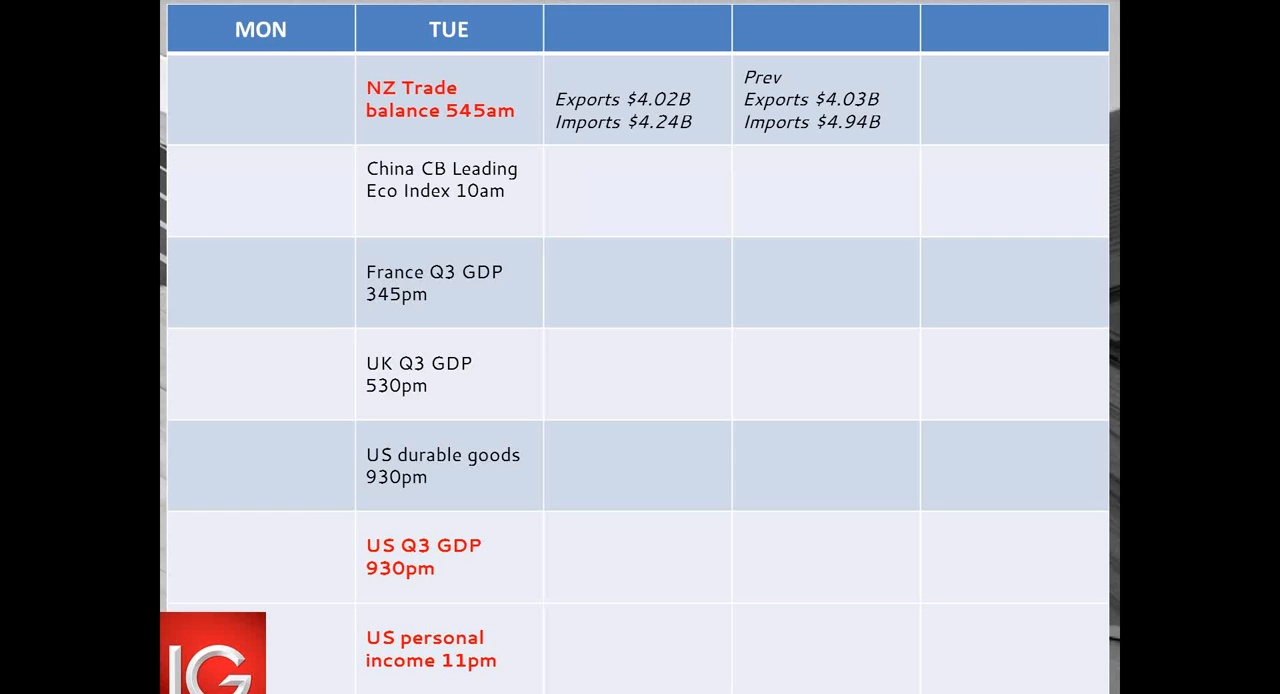 MON
TUE
NZ Trade
balance 545am
Exports $4.02B
Imports $4.24B
Prev
Exports $4.03B
Imports $4.94B
China CB Leading
Eco Index 10am
France Q3 GDP
345pm
UK Q3 GDP
530pm
US durable goods
930pm
US Q3 GDP
930pm
US personal
income 11pm
IG